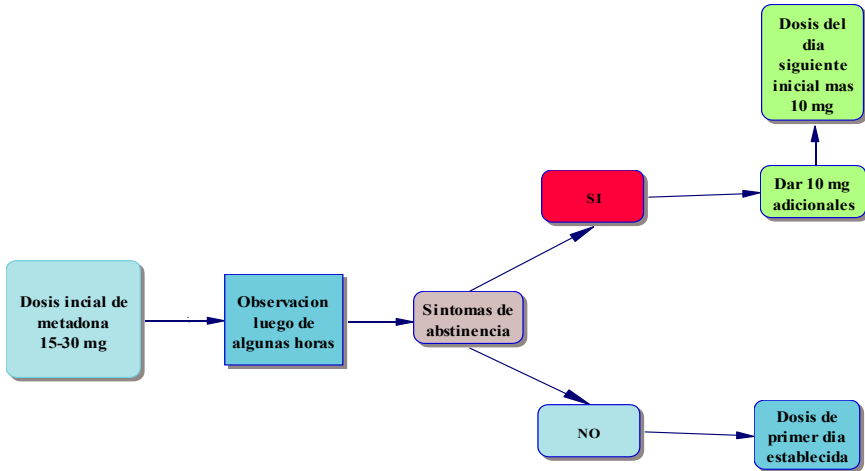 Dosis incial de
metadona
15-30 mg
Observacion
luego de
algunas horas
Sintomas de
abstinencia
SI
Dar 10 mg
adicionales
Dosis del
dia
siguiente
inicial mas
10 mg
NO
Dosis de
primer dia
establecida